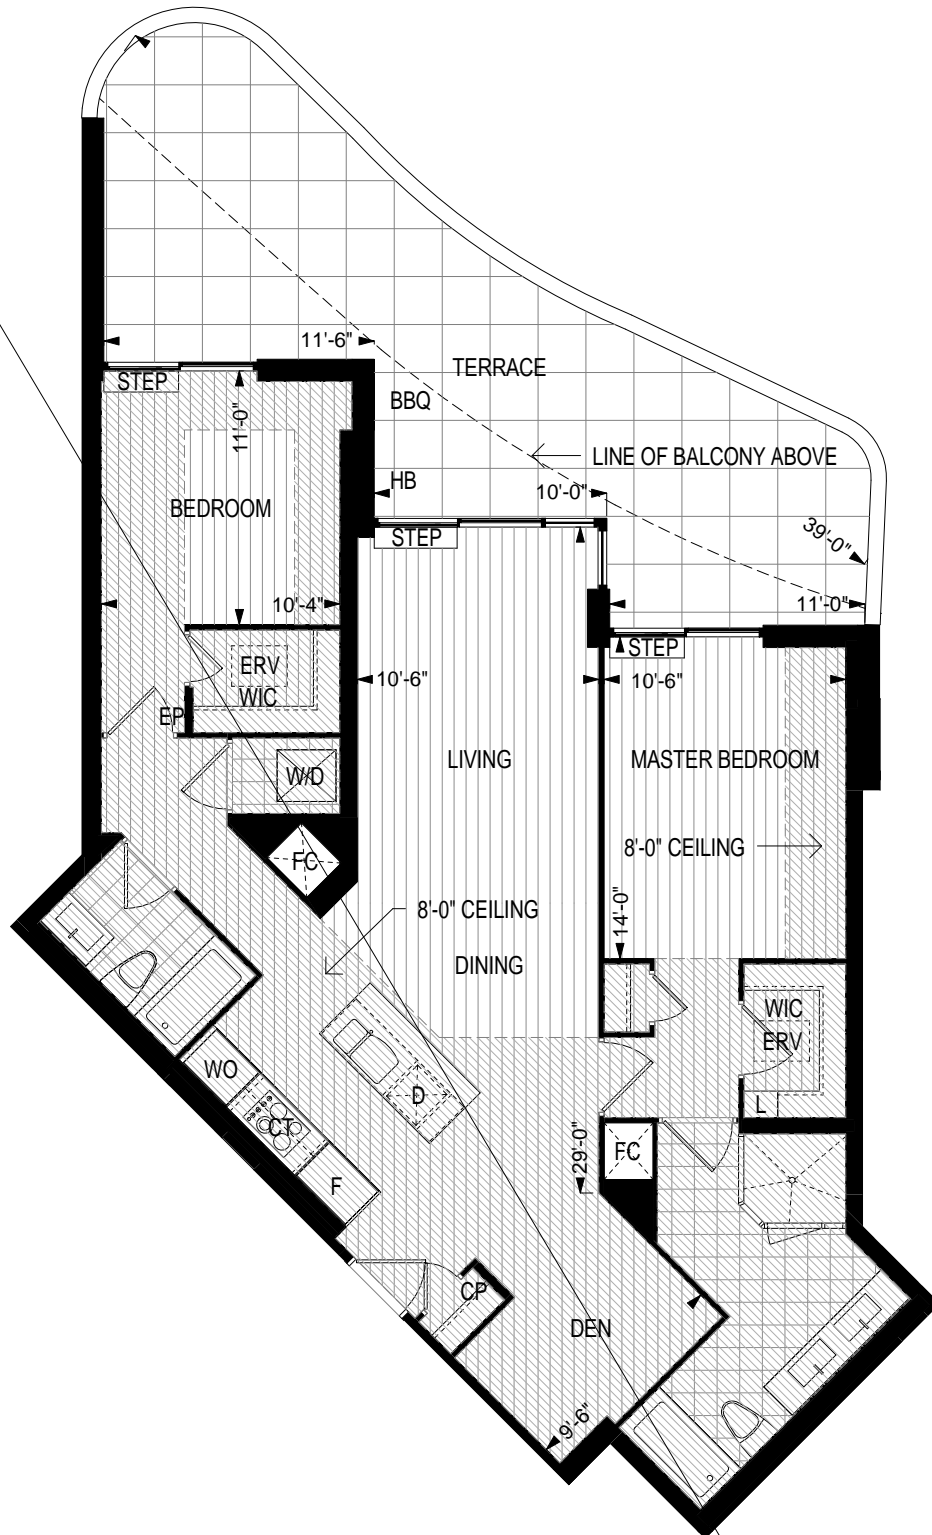 11'-6"
TERRACE
STEP
BBQ
11'-0"
LINE OF BALCONY ABOVE
HB
10'-0"
BEDROOM
STEP
39'-0"
10'-4"
11'-0"
STEP
ERV
WIC
10'-6"
10'-6"
EP
LIVING
MASTER BEDROOM
W/D
8'-0" CEILING
FC
8'-0" CEILING
14'-0"
DINING
WIC
ERV
WO
D
L
CT
FC
29'-0"
F
CP
DEN
9'-6"